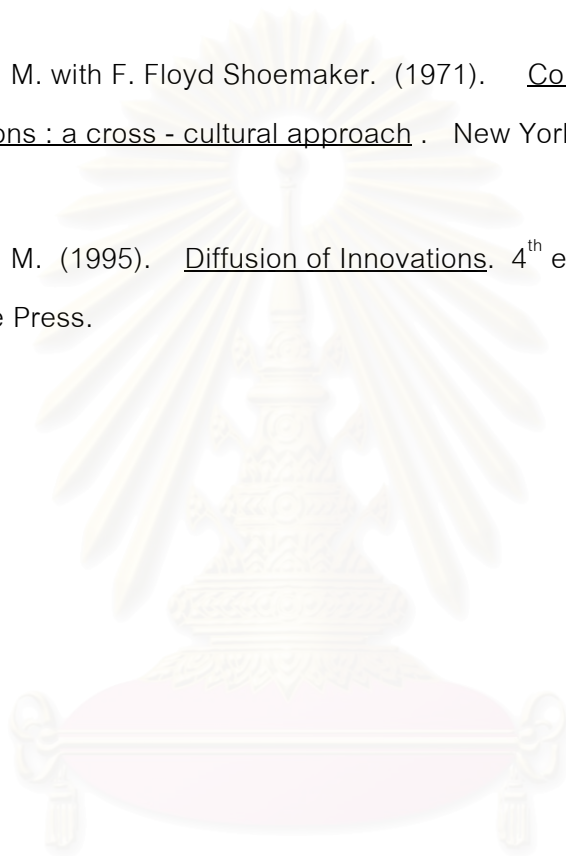 M. with F. Floyd Shoemaker. (1971). Co
ons : a cross - cultural approach . New York
M. (1995). Diffusion of Innovations. 4th e
e Press.